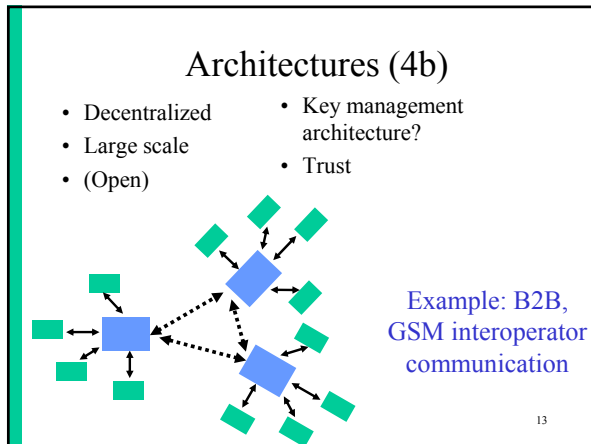 Architectures (4b)
• Decentralized
• Large scale
• (Open)
• Key management
architecture?
• Trust
Example: B2B,
GSM interoperator
communication
13